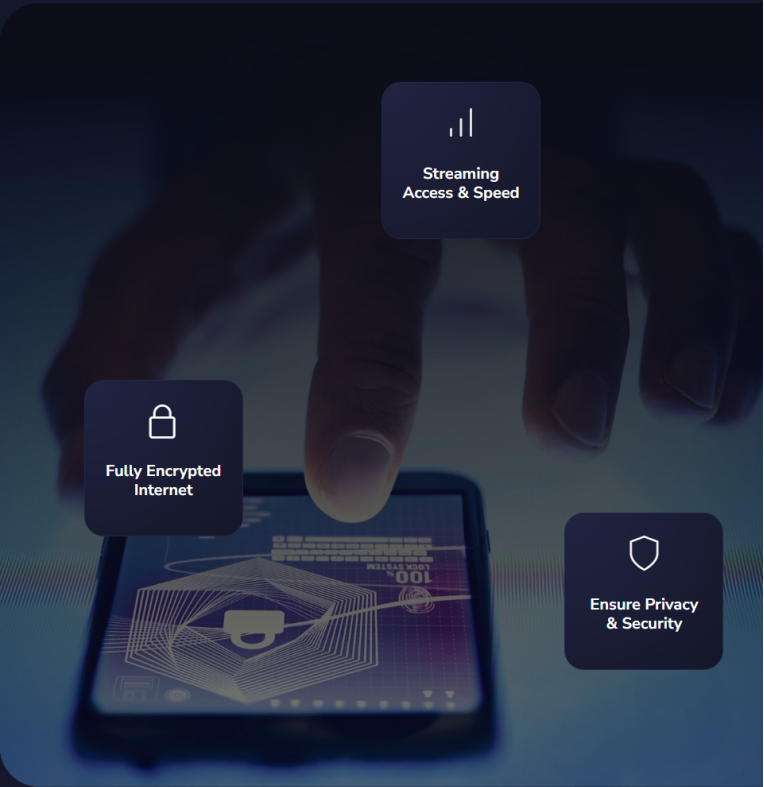 Streaming
Access & Speed
Fully Encrypted
Internet
LOCK SYSTEM
100%
Ensure Privacy
& Security